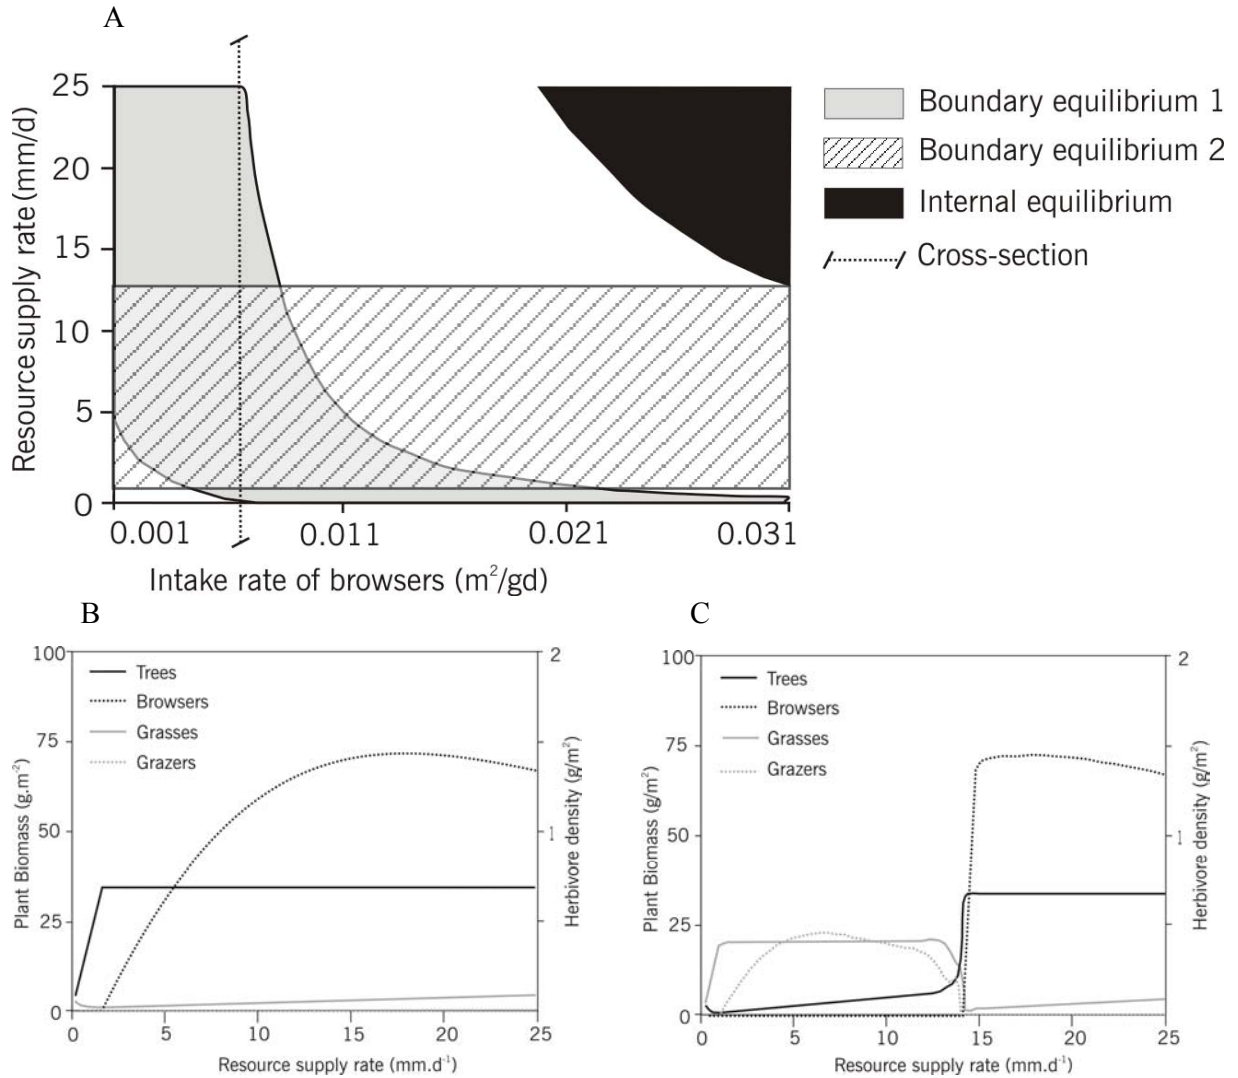 A
25
20
15
10
5
0
Resource supply rate (mm/d)
0.001
0.011
0.021
0.031
Intake rate of browsers (m²/gd)
Boundary equilibrium 1
Boundary equilibrium 2
Internal equilibrium
Cross-section
B
100
75
50
25
0
Plant Biomass (g.m⁻²)
Trees
Browsers
Grasses
Grazers
2
1
Herbivore density (g/m²)
0
5
10
15
20
25
Resource supply rate (mm.d⁻¹)
C
100
75
50
25
0
Plant Biomass (g/m²)
Trees
Browsers
Grasses
Grazers
2
1
Herbivore density (g/m²)
0
5
10
15
20
25
Resource supply rate (mm.d⁻¹)